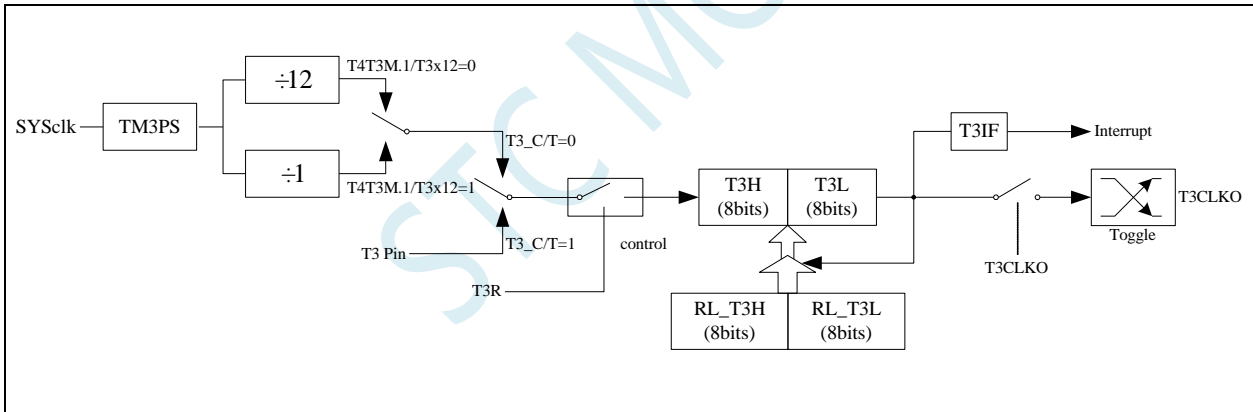 ÷12
T4T3M.1/T3x12=0
SYSclk
TM3PS
T3_C/T=0
T3IF
Interrupt
÷1
T4T3M.1/T3x12=1
T3H
(8bits)
T3L
(8bits)
T3CLKO
T3 Pin
T3_C/T=1
control
Toggle
T3R
T3CLKO
RL_T3H
(8bits)
RL_T3L
(8bits)